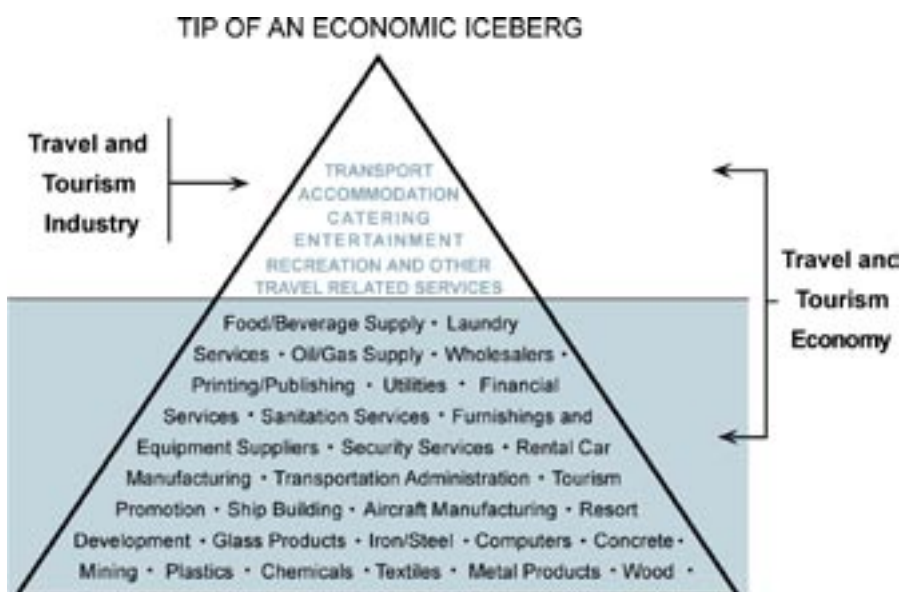 TIP OF AN ECONOMIC ICEBERG
Travel and
Tourism
Industry
TRANSPORT
ACCOMMODATION
CATERING
ENTERTAINMENT
RECREATION AND OTHER
TRAVEL RELATED SERVICES
Food/Beverage Supply · Laundry
Services · Oil/Gas Supply · Wholesalers ·
Printing/Publishing · Utilities · Financial
Services · Sanitation Services · Furnishings and
Equipment Suppliers · Security Services · Rental Car
Manufacturing · Transportation Administration · Tourism
Promotion · Ship Building · Aircraft Manufacturing · Resort
Development · Glass Products · Iron/Steel · Computers · Concrete ·
Mining · Plastics · Chemicals · Textiles · Metal Products · Wood ·
Travel and
Tourism
Economy